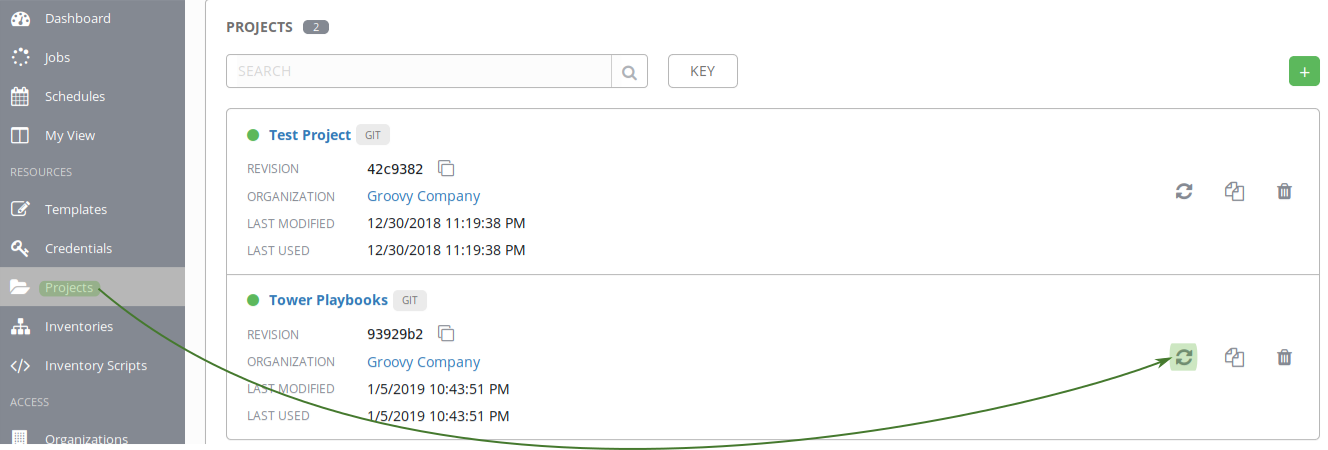 Dashboard
Jobs
Schedules
My View
RESOURCES
Templates
Credentials
Projects
Inventories
Inventory Scripts
ACCESS
Organizations
PROJECTS 2
SEARCH
KEY
+
Test Project GIT
REVISION 42c9382
ORGANIZATION Groovy Company
LAST MODIFIED 12/30/2018 11:19:38 PM
LAST USED 12/30/2018 11:19:38 PM
Tower Playbooks GIT
REVISION 93929b2
ORGANIZATION Groovy Company
LAST MODIFIED 1/5/2019 10:43:51 PM
LAST USED 1/5/2019 10:43:51 PM